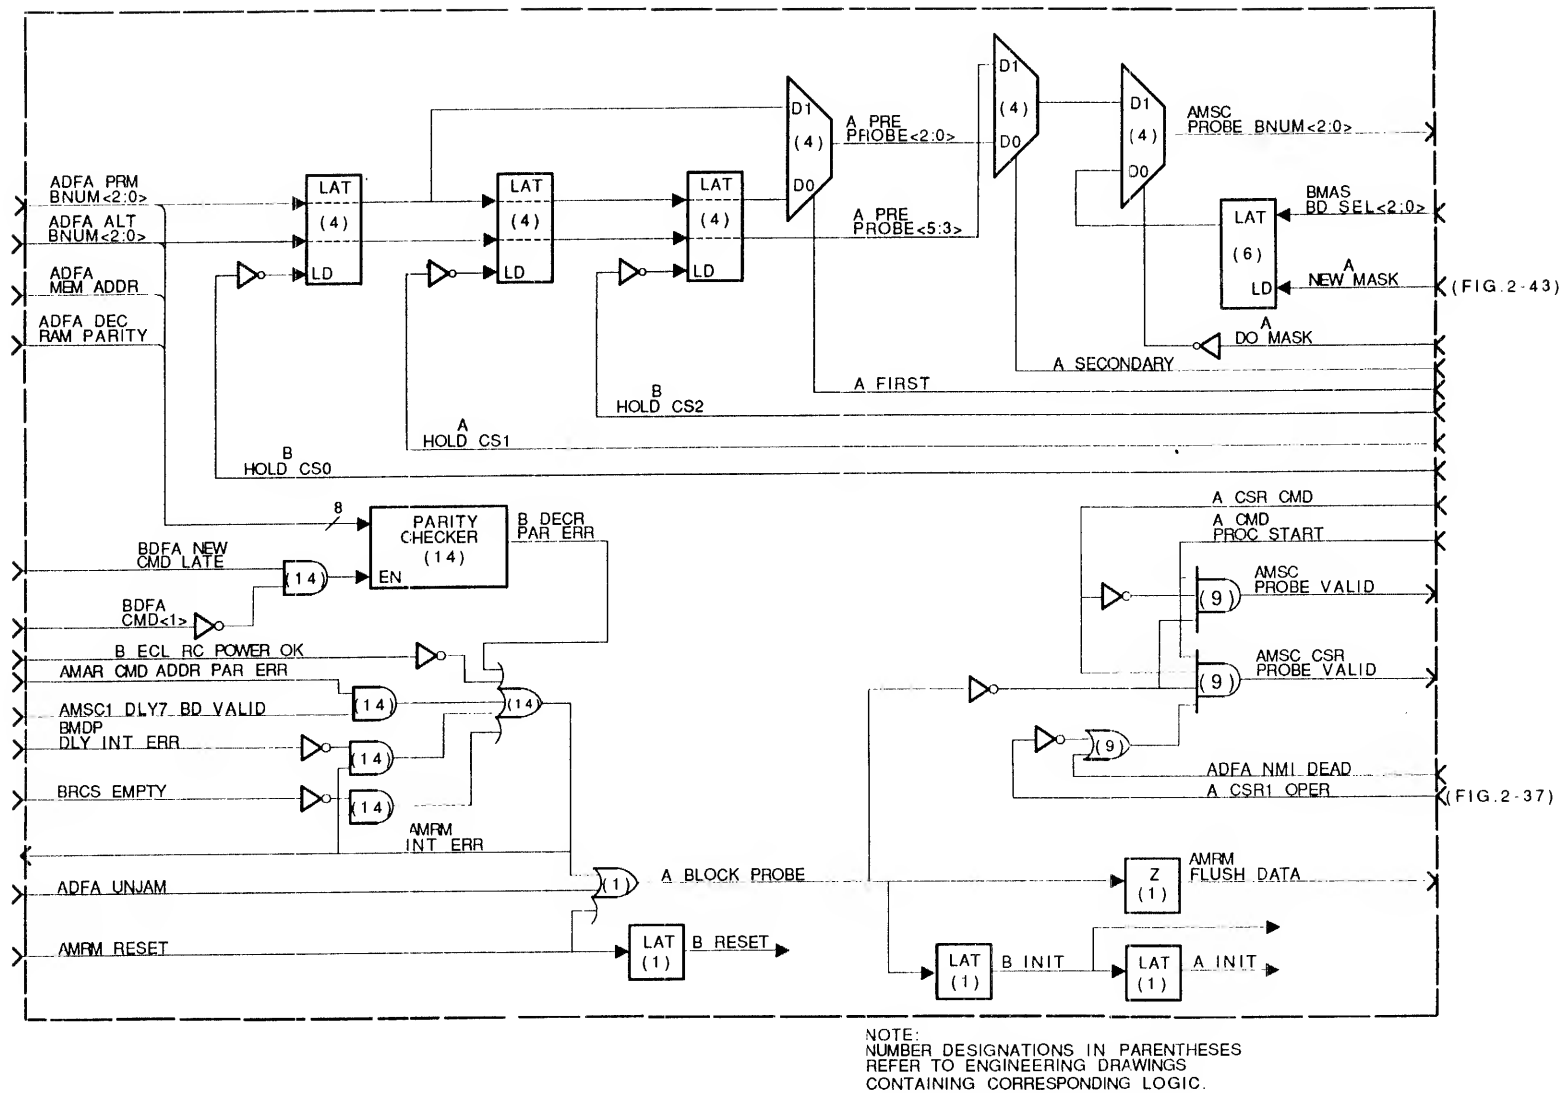 D1
(4)
D0
A PRE
PROBE<2:0>
D1
(4)
D0
D1
(4)
D0
AMSC
PROBE BNUM<2:0>
ADFA PRM
BNUM<2:0>
ADFA ALT
BNUM<2:0>
ADFA
MEM ADDR
ADFA DEC
RAM PARITY
LAT
(4)
LD
LAT
(4)
LD
LAT
(4)
LD
A PRE
PROBE<5:3>
LAT
(6)
LD
BMAS
BD SEL<2:0>
A
NEW MASK
(FIG.2-43)
A
DO MASK
A SECONDARY
A FIRST
B
HOLD CS2
A
HOLD CS1
B
HOLD CS0
8
PARITY
CHECKER
(14)
EN
B DECR
PAR ERR
BDFA NEW
CMD LATE
(14)
BDFA
CMD<1>
B ECL RC POWER OK
AMAR CMD ADDR PAR ERR
(14)
(14)
AMSC1 DLY7 BD VALID
BMDP
DLY INT ERR
(14)
BRCS EMPTY
(14)
AMRM
INT ERR
ADFA UNJAM
(1)
A BLOCK PROBE
AMRM RESET
LAT
(1)
B RESET
A CSR CMD
A CMD
PROC START
(9)
AMSC
PROBE VALID
(9)
AMSC CSR
PROBE VALID
(9)
ADFA NMI DEAD
A CSR1 OPER
(FIG.2-37)
Z
(1)
AMRM
FLUSH DATA
LAT
(1)
B INIT
LAT
(1)
A INIT
NOTE:
NUMBER DESIGNATIONS IN PARENTHESES
REFER TO ENGINEERING DRAWINGS
CONTAINING CORRESPONDING LOGIC.